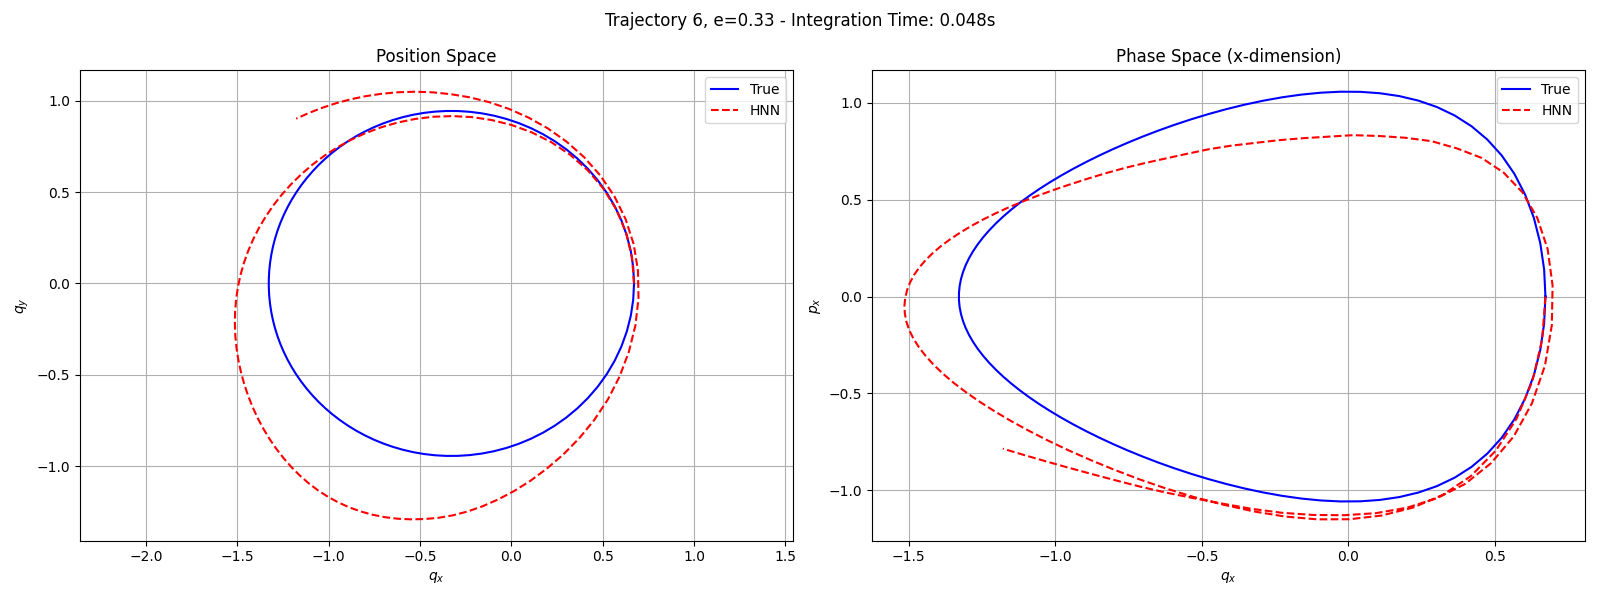 Trajectory 6, e=0.33 - Integration Time: 0.048s
Position Space
True
HNN
1.0
0.5
0.0
−0.5
−1.0
q_y
−2.0 −1.5 −1.0 −0.5 0.0 0.5 1.0 1.5
q_x
Phase Space (x-dimension)
True
HNN
1.0
0.5
0.0
−0.5
−1.0
p_x
−1.5 −1.0 −0.5 0.0 0.5
q_x